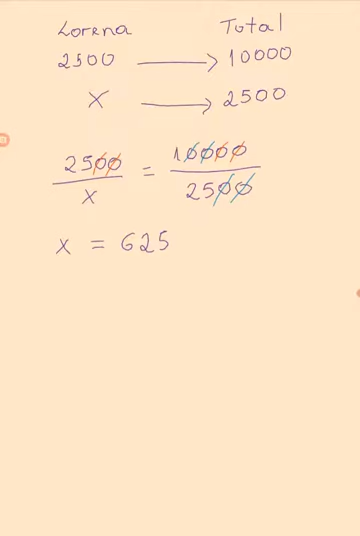 Lorena Total
2500 → 10000
X → 2500
2500/x = 10000/2500
x = 625